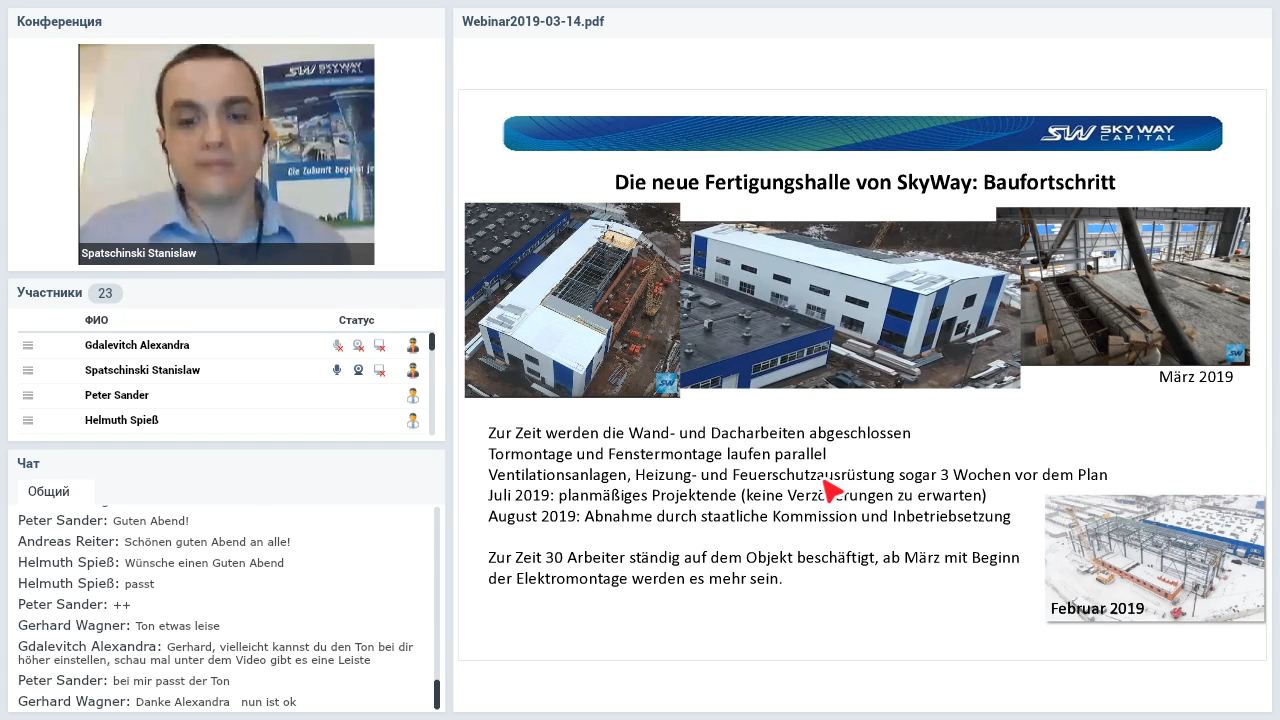 Конференция
SW SKYWAY
CAPITAL
Die Zukunft
Spatschinski Stanislaw
Участники 23
ФИО Статус
Gdalevitch Alexandra
Spatschinski Stanislaw
Peter Sander
Helmuth Spieß
Чат
Общий
Peter Sander: Guten Abend!
Andreas Reiter: Schönen guten Abend an alle!
Helmuth Spieß: Wünsche einen Guten Abend
Helmuth Spieß: passt
Peter Sander: ++
Gerhard Wagner: Ton etwas leise
Gdalevitch Alexandra: Gerhard, vielleicht kannst du den Ton bei dir
höher einstellen, schau mal unter dem Video gibt es eine Leiste
Peter Sander: bei mir passt der Ton
Gerhard Wagner: Danke Alexandra nun ist ok
Webinar2019-03-14.pdf
SW SKY WAY
CAPITAL
Die neue Fertigungshalle von SkyWay: Baufortschritt
SW
SW
März 2019
Zur Zeit werden die Wand- und Dacharbeiten abgeschlossen
Tormontage und Fenstermontage laufen parallel
Ventilationsanlagen, Heizung- und Feuerschutzausrüstung sogar 3 Wochen vor dem Plan
Juli 2019: planmäßiges Projektende (keine Verzögerungen zu erwarten)
August 2019: Abnahme durch staatliche Kommission und Inbetriebsetzung
Zur Zeit 30 Arbeiter ständig auf dem Objekt beschäftigt, ab März mit Beginn
der Elektromontage werden es mehr sein.
Februar 2019